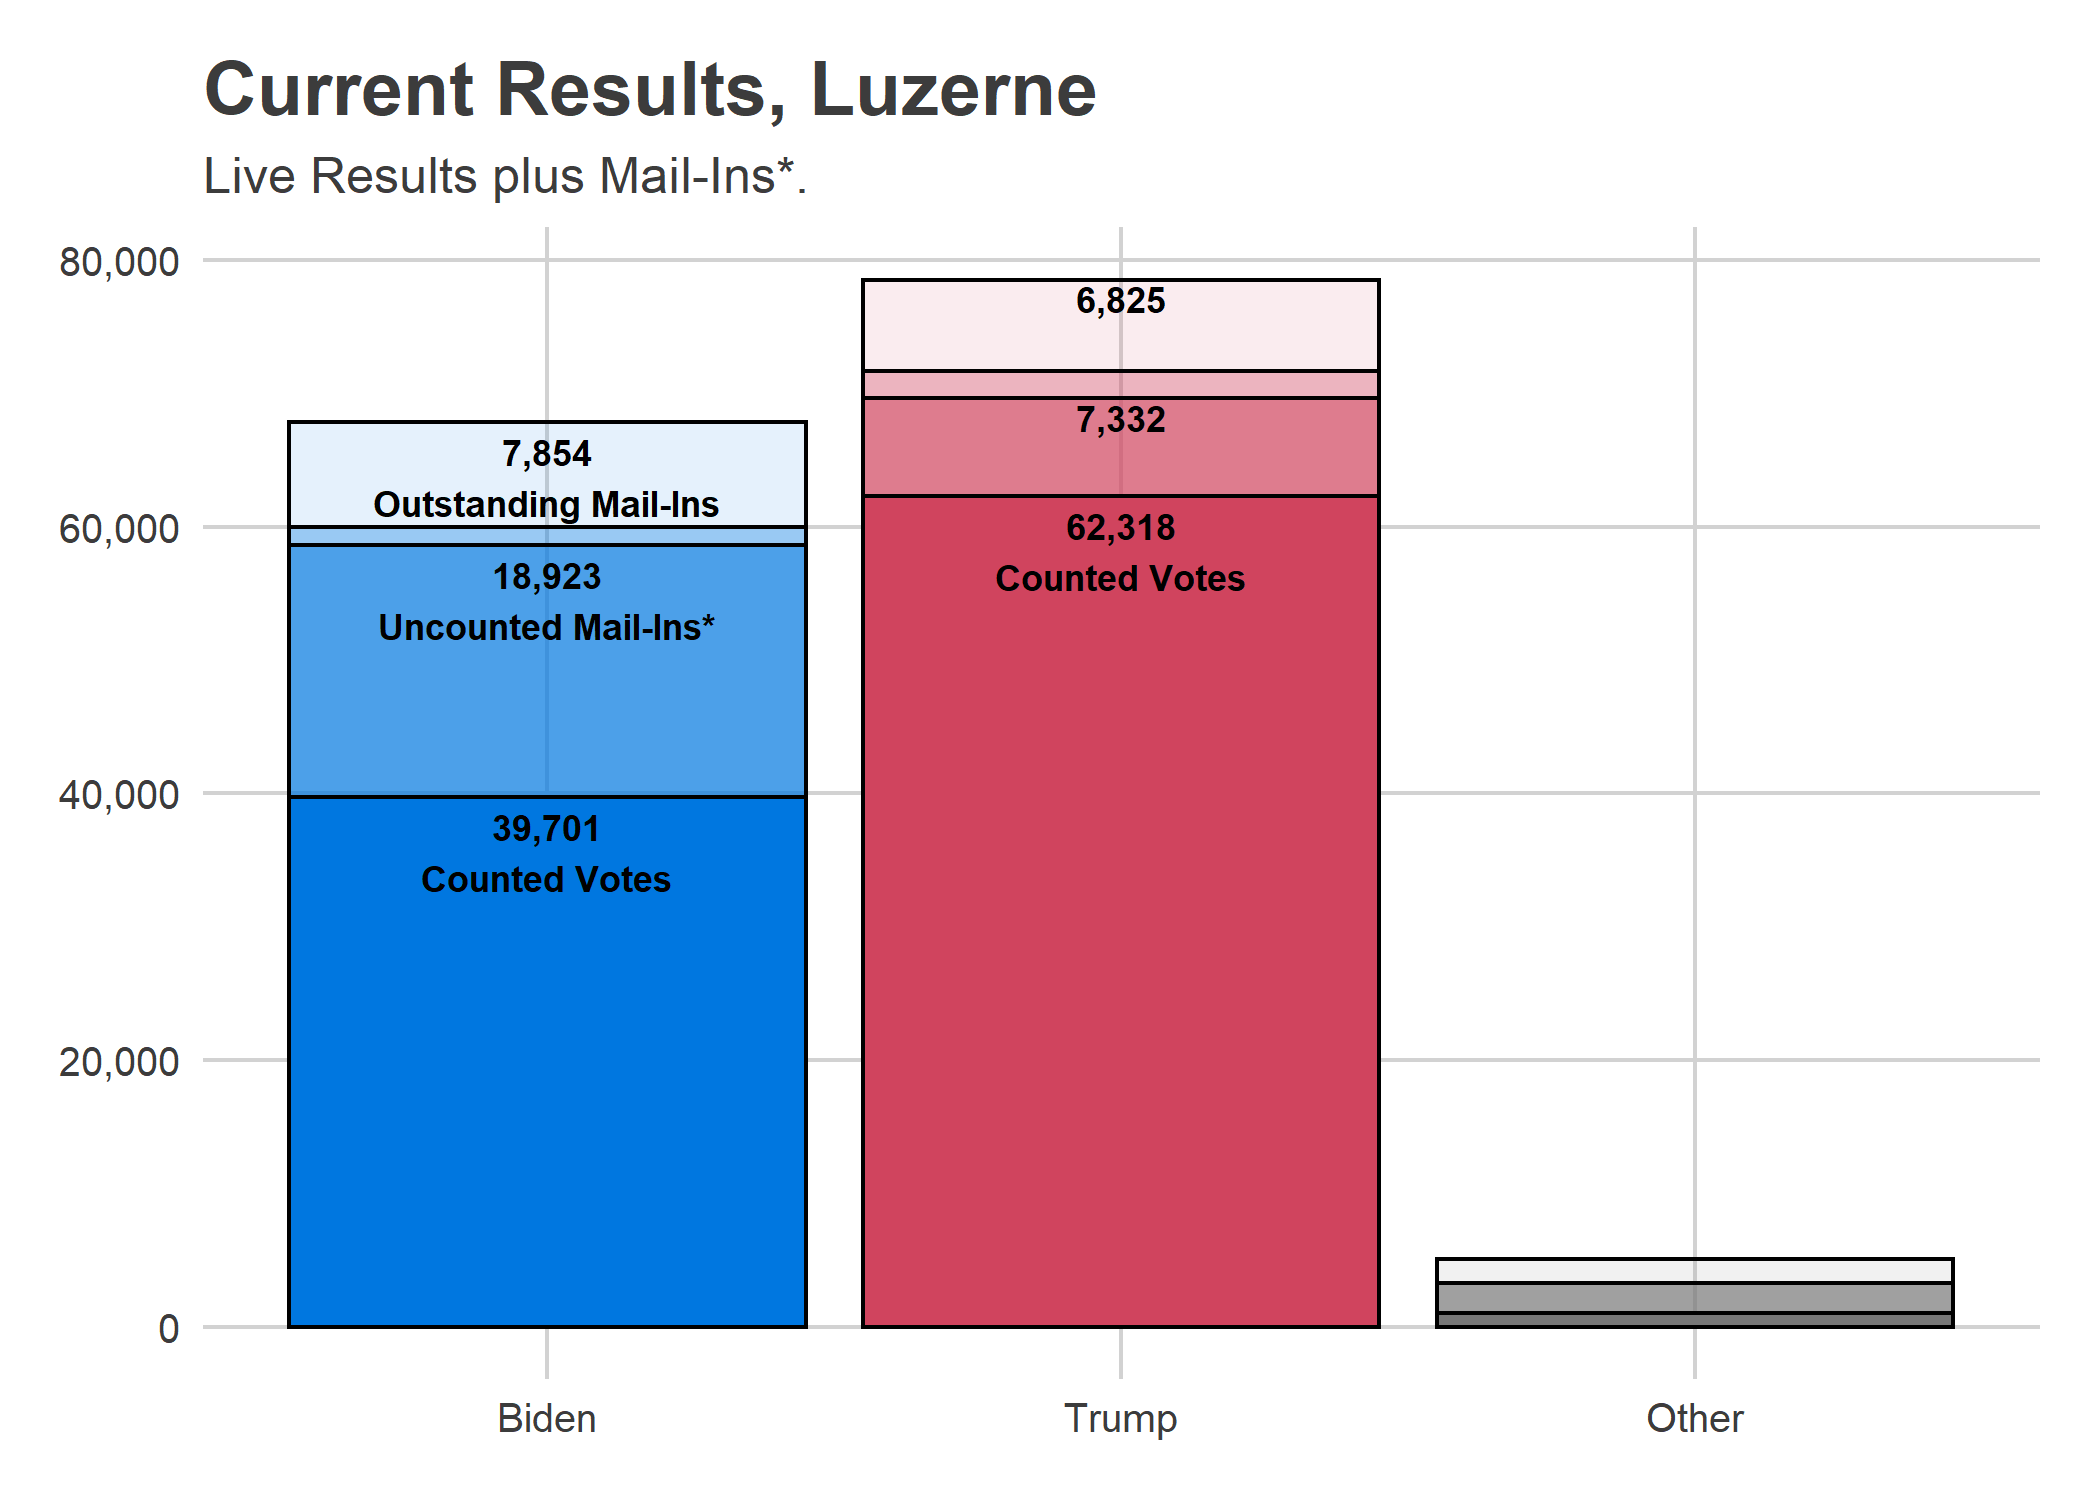 Current Results, Luzerne
Live Results plus Mail-Ins*.
80,000
60,000
40,000
20,000
0
7,854
Outstanding Mail-Ins
18,923
Uncounted Mail-Ins*
39,701
Counted Votes
6,825
7,332
62,318
Counted Votes
Biden
Trump
Other